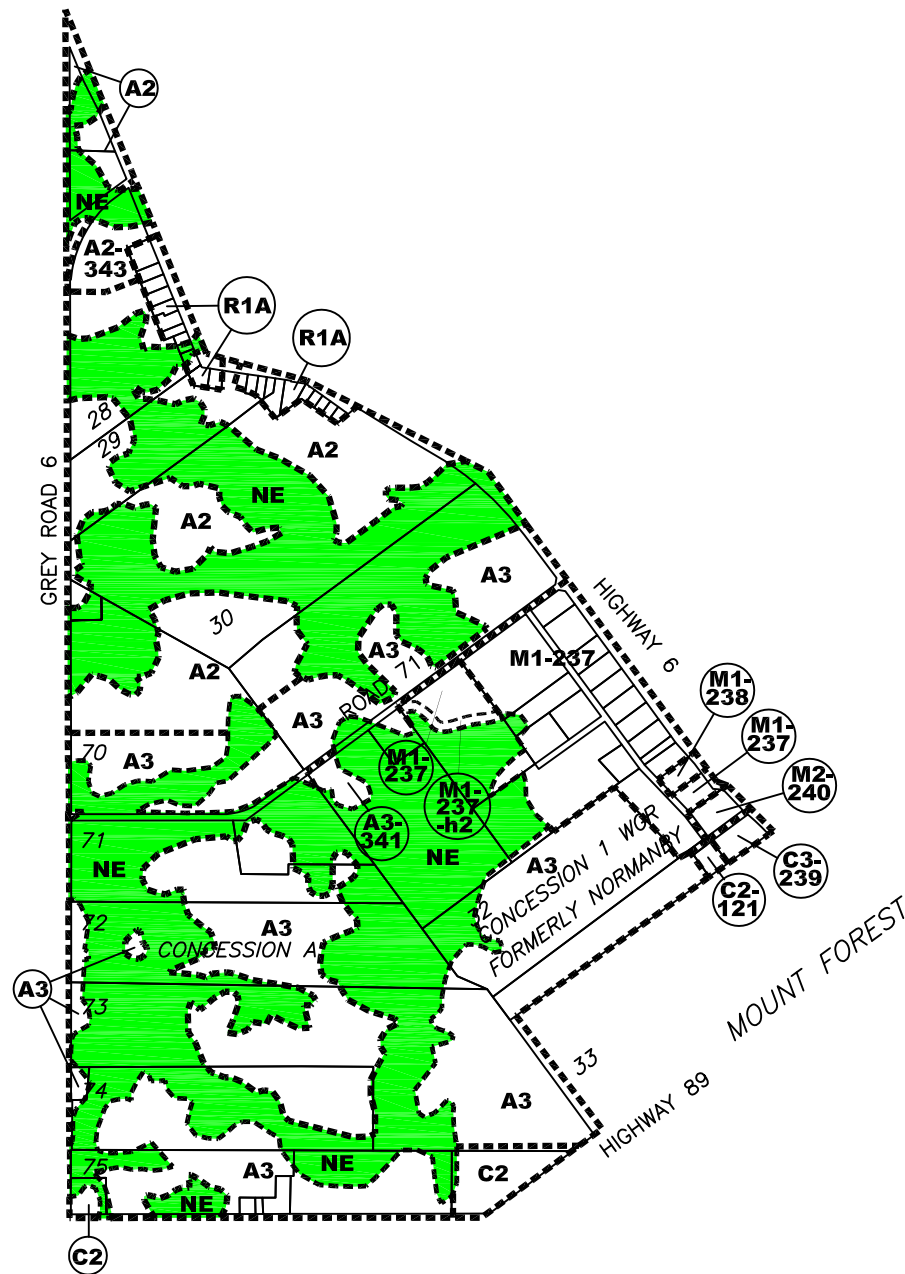 A2
NE
A2-
343
R1A
R1A
28
29
A2
GREY ROAD 6
NE
A2
A3
HIGHWAY 6
30
A3
A2
M1-237
ROAD 71
A3
M1-
238
M1-
237
70
A3
M1-
237
M2-
240
M1-
237
-h2
A3-
341
71
NE
NE
A3
C3-
239
C2-
121
32
CONCESSION 1 WGR
FORMERLY NORMANBY
72
A3
CONCESSION A
A3
73
MOUNT FOREST
33
74
A3
HIGHWAY 89
75
A3
NE
C2
NE
C2